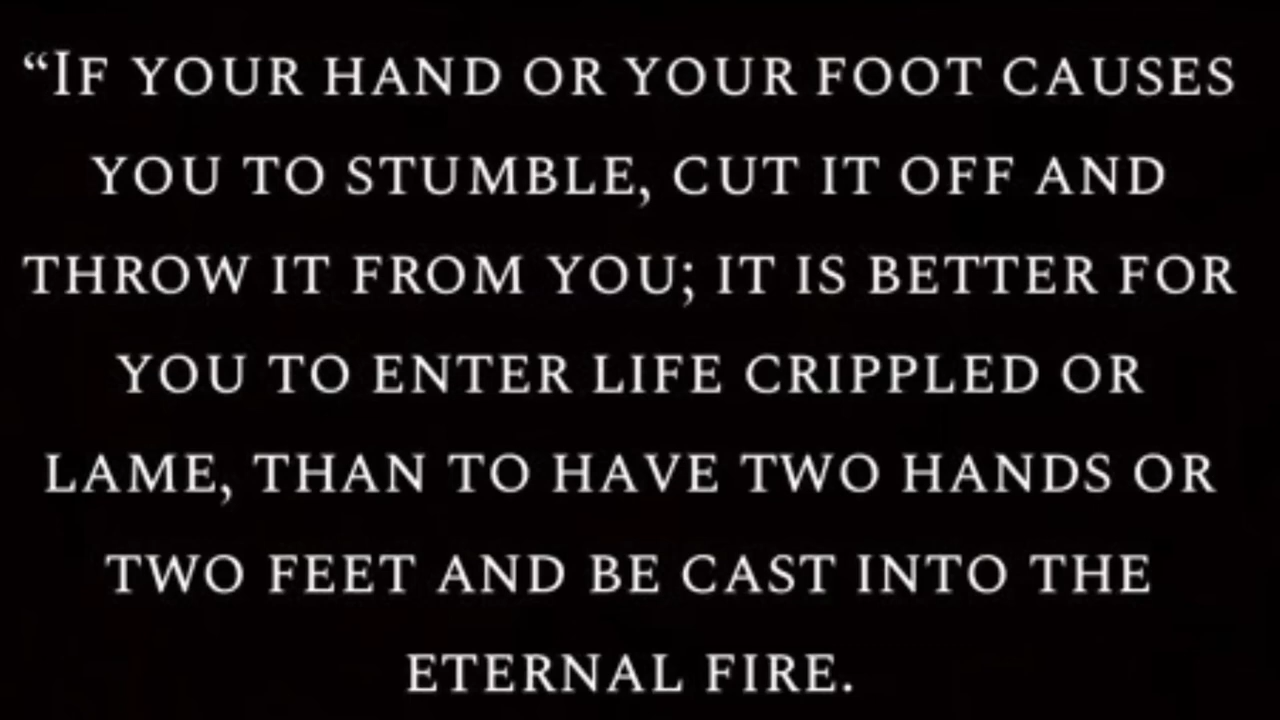 “If your hand or your foot causes
you to stumble, cut it off and
throw it from you; it is better for
you to enter life crippled or
lame, than to have two hands or
two feet and be cast into the
eternal fire.